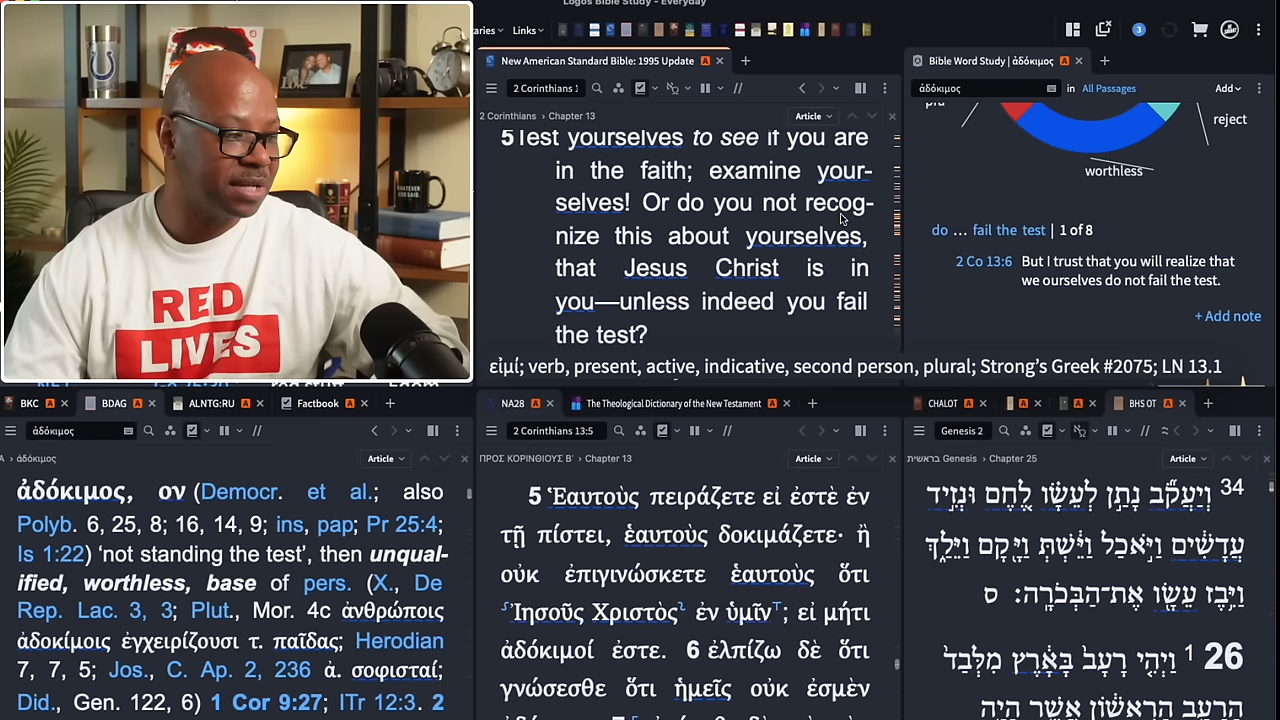 Logos Bible Study - Everyday
aries Links
3
WHATEVER
GOD SAID.
RED
LIVES
New American Standard Bible: 1995 Update A
2 Corinthians 1
2 Corinthians › Chapter 13
Article
5 Test yourselves to see if you are
in the faith; examine your-
selves! Or do you not recog-
nize this about yourselves,
that Jesus Christ is in
you—unless indeed you fail
the test?
Bible Word Study | ἀδόκιμος A
ἀδόκιμος in All Passages Add
reject
worthless
do ... fail the test | 1 of 8
2 Co 13:6 But I trust that you will realize that
we ourselves do not fail the test.
+ Add note
εἰμί; verb, present, active, indicative, second person, plural; Strong's Greek #2075; LN 13.1
BKC A BDAG A ALNTG:RU A Factbook A
ἀδόκιμος
A › ἀδόκιμος
Article
ἀδόκιμος, ον (Democr. et al.; also
Polyb. 6, 25, 8; 16, 14, 9; ins, pap; Pr 25:4;
Is 1:22) 'not standing the test', then unqual-
ified, worthless, base of pers. (X., De
Rep. Lac. 3, 3; Plut., Mor. 4c ἀνθρώποις
ἀδοκίμοις ἐγχειρίζουσι τ. παῖδας; Herodian
7, 7, 5; Jos., C. Ap. 2, 236 ἀ. σοφισταί;
Did., Gen. 122, 6) 1 Cor 9:27; ITr 12:3. 2
NA28 A The Theological Dictionary of the New Testament A
2 Corinthians 13:5
ΠΡΟΣ ΚΟΡΙΝΘΙΟΥΣ Βʹ › Chapter 13
Article
5 Ἑαυτοὺς πειράζετε εἰ ἐστὲ ἐν
τῇ πίστει, ἑαυτοὺς δοκιμάζετε· ἢ
οὐκ ἐπιγινώσκετε ἑαυτοὺς ὅτι
⸂Ἰησοῦς Χριστὸς⸃ ἐν ὑμῖν⸆; εἰ μήτι
ἀδόκιμοί ἐστε. 6 ἐλπίζω δὲ ὅτι
γνώσεσθε ὅτι ἡμεῖς οὐκ ἐσμὲν
CHALOT A A A BHS OT A
Genesis 2
בראשית Genesis › Chapter 25
Article
34 וְיַעֲקֹ֞ב נָתַ֣ן לְעֵשָׂ֗ו לֶ֚חֶם וּנְזִ֣יד
עֲדָשִׁ֔ים וַיֹּ֣אכַל וַיֵּ֔שְׁתְּ וַיָּ֖קָם וַיֵּלַ֑ךְ
וַיִּ֥בֶז עֵשָׂ֖ו אֶת־הַבְּכֹרָֽה׃ ס
26 1 וַיְהִ֤י רָעָב֙ בָּאָ֔רֶץ מִלְּבַד֙
הָרָעָ֣ב הָרִאשׁ֔וֹן אֲשֶׁ֥ר הָיָ֖ה